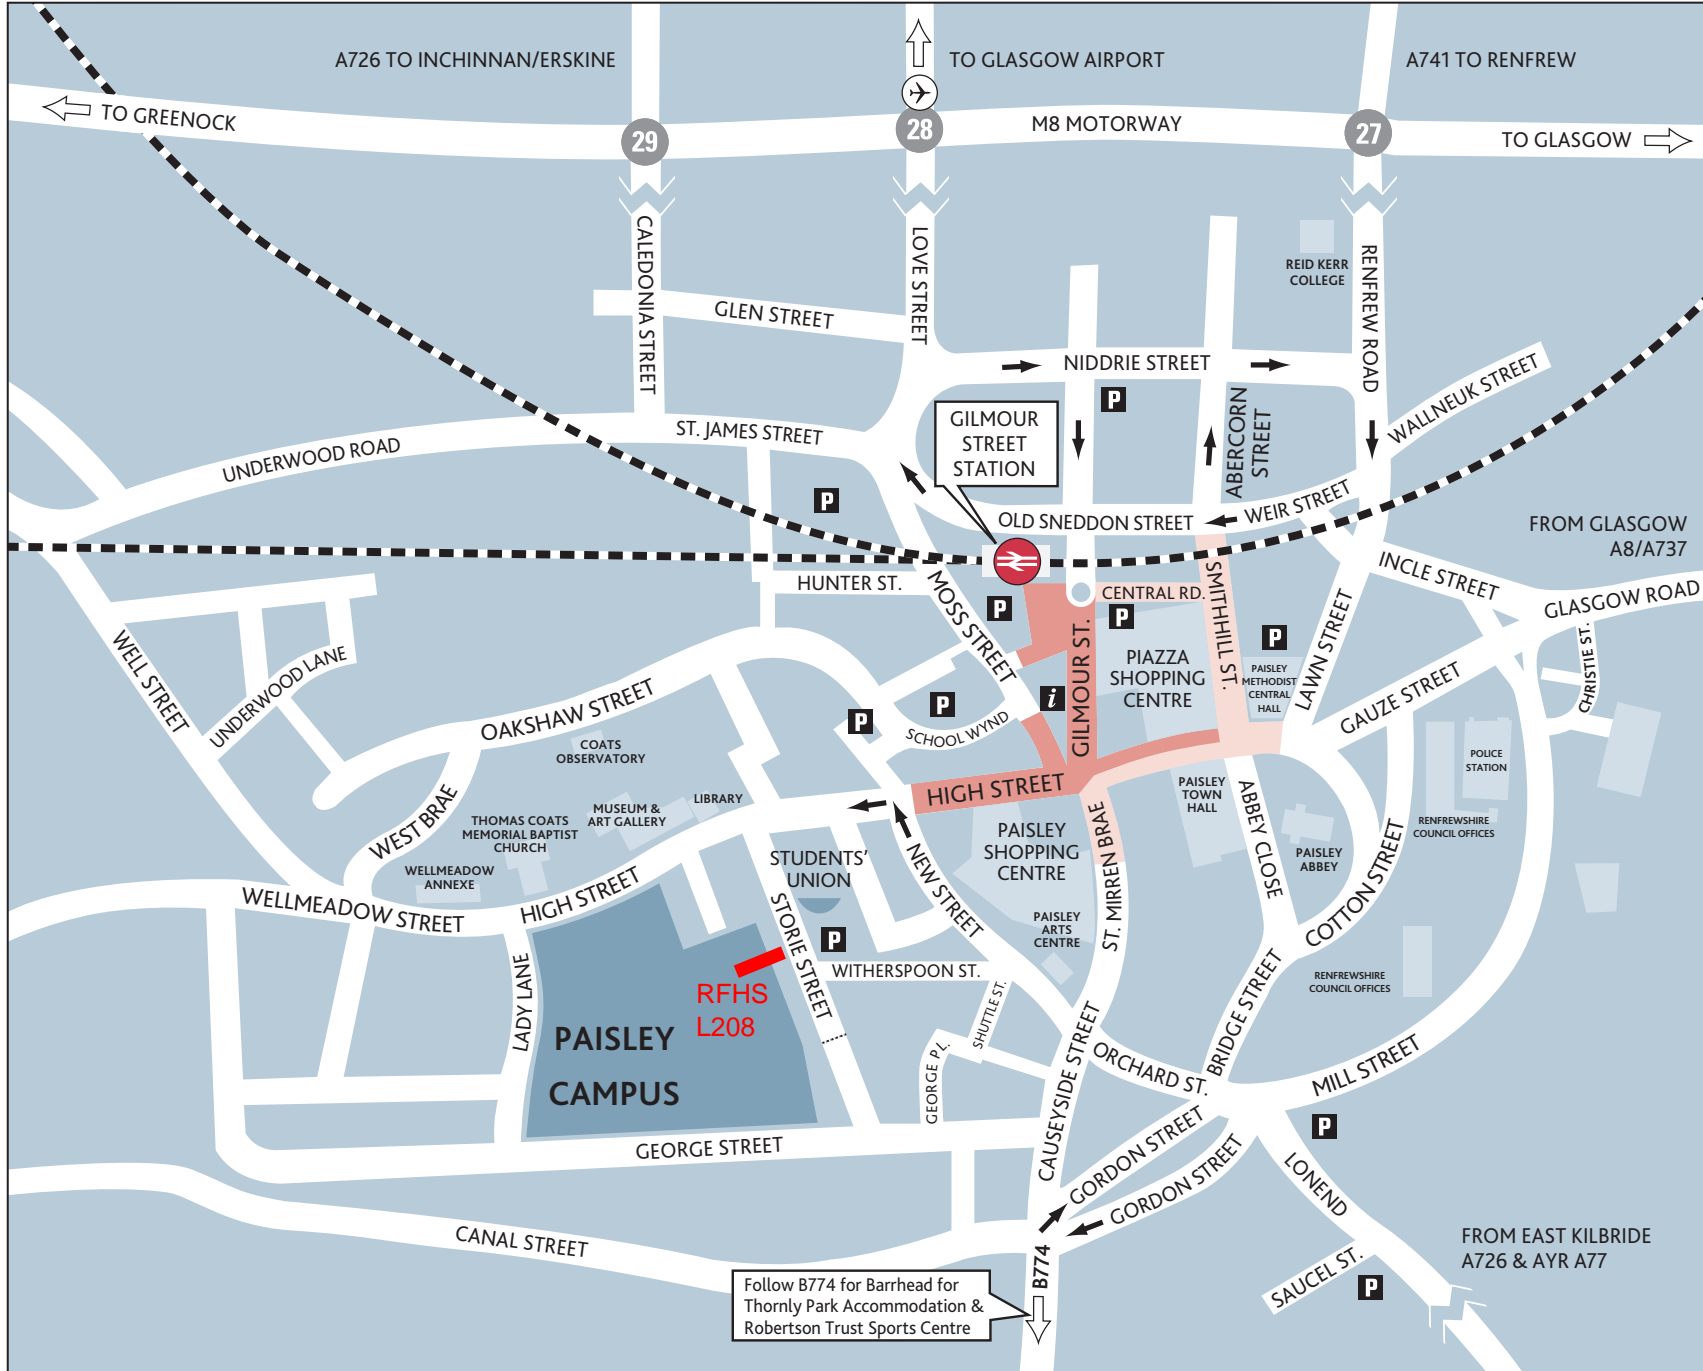 A726 TO INCHINNAN/ERSKINE
TO GLASGOW AIRPORT
A741 TO RENFREW
TO GREENOCK
29
28
M8 MOTORWAY
27
TO GLASGOW
CALEDONIA STREET
LOVE STREET
RENFREW ROAD
REID KERR
COLLEGE
GLEN STREET
NIDDRIE STREET
WALLNEUK STREET
P
ABERCORN
STREET
GILMOUR
STREET
STATION
ST. JAMES STREET
UNDERWOOD ROAD
P
OLD SNEDDON STREET
WEIR STREET
FROM GLASGOW
A8/A737
HUNTER ST.
MOSS STREET
P
CENTRAL RD.
P
SMITHHILL ST.
INCLE STREET
GLASGOW ROAD
LAWN STREET
P
CHRISTIE ST.
WELL STREET
UNDERWOOD LANE
GILMOUR ST.
PIAZZA
SHOPPING
CENTRE
PAISLEY
METHODIST
CENTRAL
HALL
GAUZE STREET
OAKSHAW STREET
i
P
P
SCHOOL WYND
COATS
OBSERVATORY
POLICE
STATION
HIGH STREET
PAISLEY
TOWN
HALL
ABBEY CLOSE
WEST BRAE
MUSEUM &
ART GALLERY
LIBRARY
THOMAS COATS
MEMORIAL BAPTIST
CHURCH
PAISLEY
SHOPPING
CENTRE
ST. MIRREN BRAE
RENFREWSHIRE
COUNCIL OFFICES
PAISLEY
ABBEY
COTTON STREET
WELLMEADOW
ANNEXE
STUDENTS'
UNION
NEW STREET
WELLMEADOW STREET
HIGH STREET
STORIE STREET
P
PAISLEY
ARTS
CENTRE
WITHERSPOON ST.
BRIDGE STREET
RENFREWSHIRE
COUNCIL OFFICES
LADY LANE
RFHS
L208
PAISLEY
CAMPUS
SHUTTLE ST.
GEORGE PL.
CAUSEYSIDE STREET
ORCHARD ST.
MILL STREET
P
GEORGE STREET
GORDON STREET
GORDON STREET
LONEND
CANAL STREET
FROM EAST KILBRIDE
A726 & AYR A77
SAUCEL ST.
P
B774
Follow B774 for Barrhead for
Thornly Park Accommodation &
Robertson Trust Sports Centre